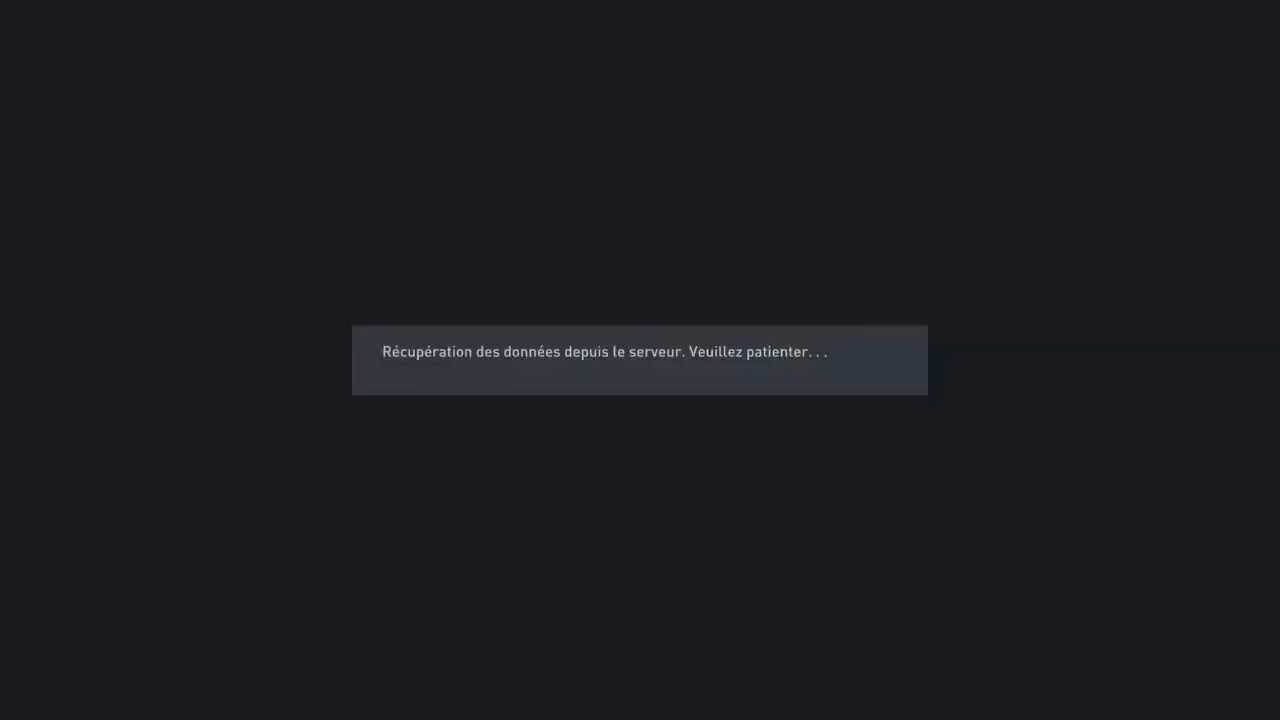 Récupération des données depuis le serveur. Veuillez patienter. . .